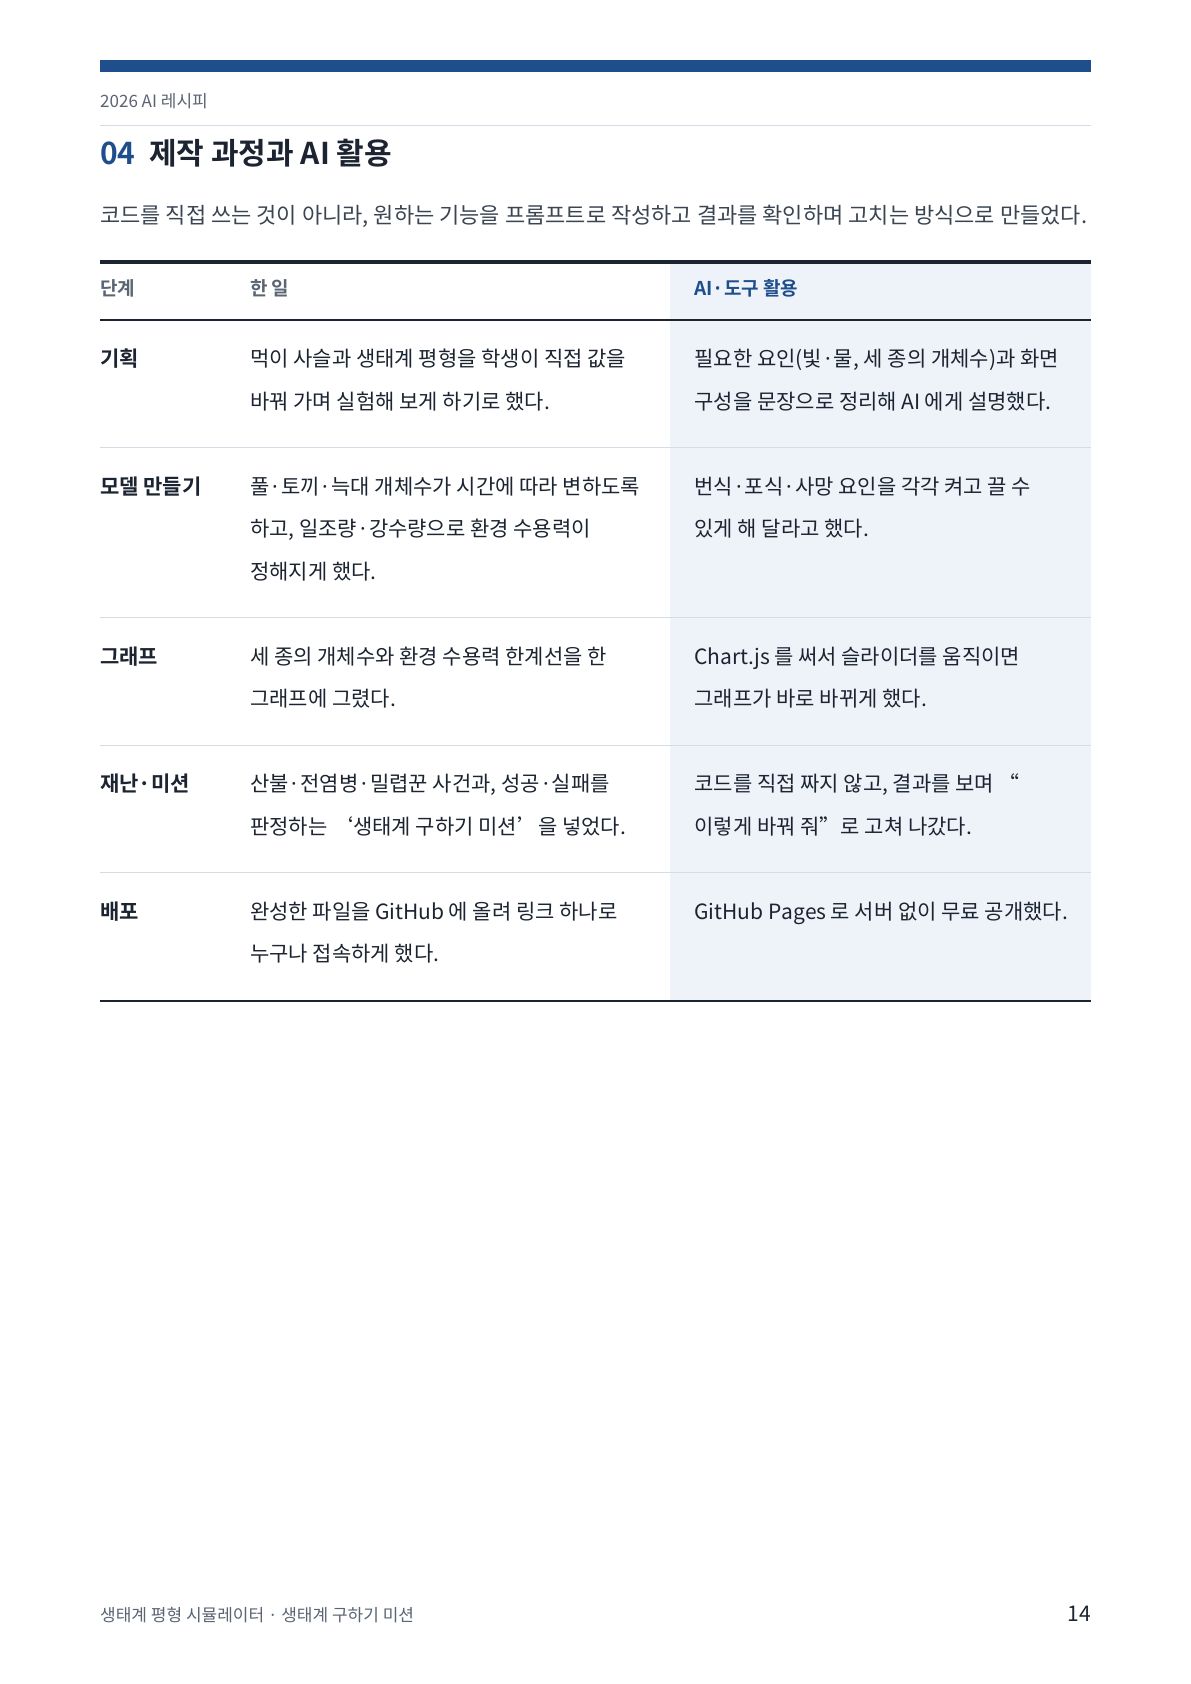 2026 AI 레시피
04 제작 과정과 AI 활용
코드를 직접 쓰는 것이 아니라, 원하는 기능을 프롬프트로 작성하고 결과를 확인하며 고치는 방식으로 만들었다.
단계 한 일 AI·도구 활용
기획
먹이 사슬과 생태계 평형을 학생이 직접 값을
바꿔 가며 실험해 보게 하기로 했다.
필요한 요인(빛·물, 세 종의 개체수)과 화면
구성을 문장으로 정리해 AI 에게 설명했다.
모델 만들기
풀·토끼·늑대 개체수가 시간에 따라 변하도록
하고, 일조량·강수량으로 환경 수용력이
정해지게 했다.
번식·포식·사망 요인을 각각 켜고 끌 수
있게 해 달라고 했다.
그래프
세 종의 개체수와 환경 수용력 한계선을 한
그래프에 그렸다.
Chart.js 를 써서 슬라이더를 움직이면
그래프가 바로 바뀌게 했다.
재난·미션
산불·전염병·밀렵꾼 사건과, 성공·실패를
판정하는 ‘생태계 구하기 미션’ 을 넣었다.
코드를 직접 짜지 않고, 결과를 보며 “
이렇게 바꿔 줘” 로 고쳐 나갔다.
배포
완성한 파일을 GitHub 에 올려 링크 하나로
누구나 접속하게 했다.
GitHub Pages 로 서버 없이 무료 공개했다.
생태계 평형 시뮬레이터 · 생태계 구하기 미션
14